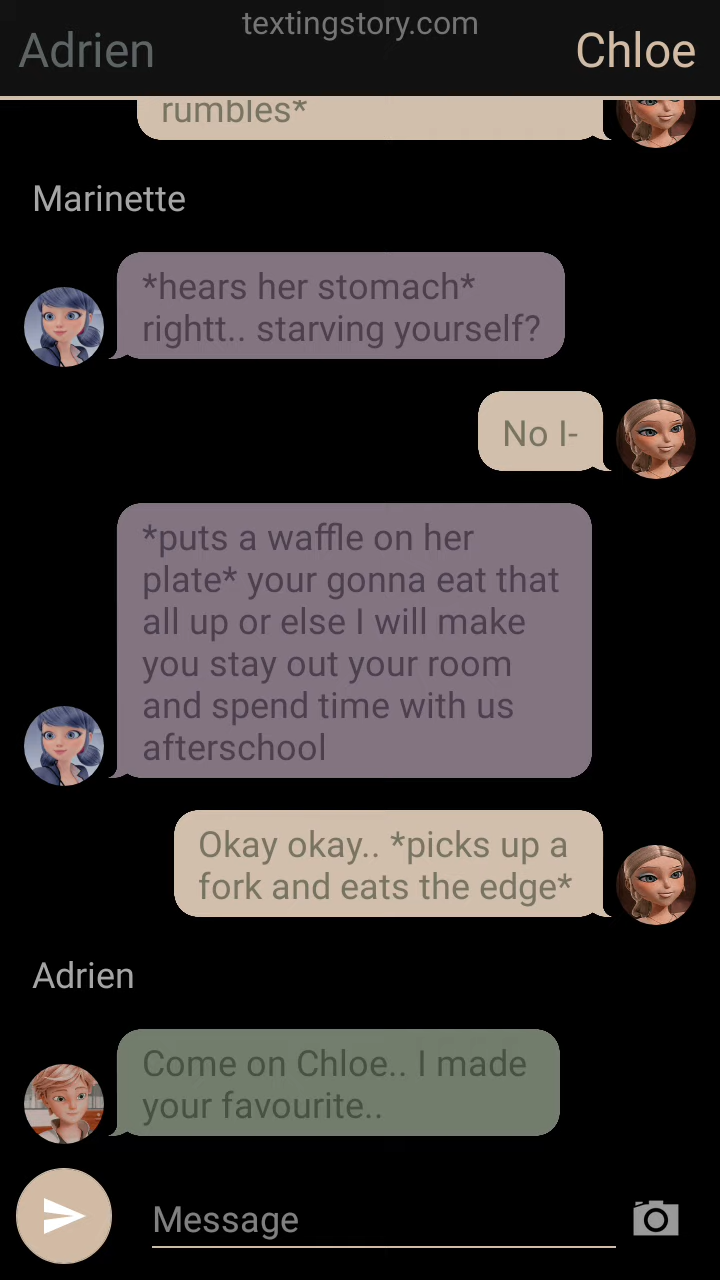 textingstory.com
Adrien
Chloe
rumbles*
Marinette
*hears her stomach*
rightt.. starving yourself?
No I-
*puts a waffle on her
plate* your gonna eat that
all up or else I will make
you stay out your room
and spend time with us
afterschool
Okay okay.. *picks up a
fork and eats the edge*
Adrien
Come on Chloe.. I made
your favourite..
Message